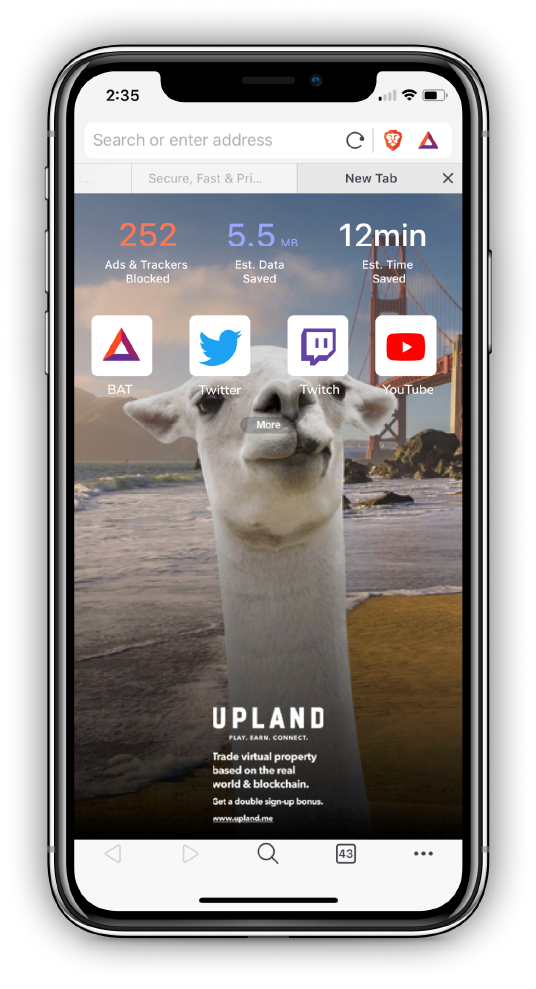 2:35
Search or enter address
... Secure, Fast & Pri... New Tab
252 5.5 MB 12min
Ads & Trackers Est. Data Est. Time
Blocked Saved Saved
BAT Twitter Twitch YouTube
More
UPLAND
PLAY. EARN. CONNECT.
Trade virtual property
based on the real
world & blockchain.
Get a double sign-up bonus.
www.upland.me
43